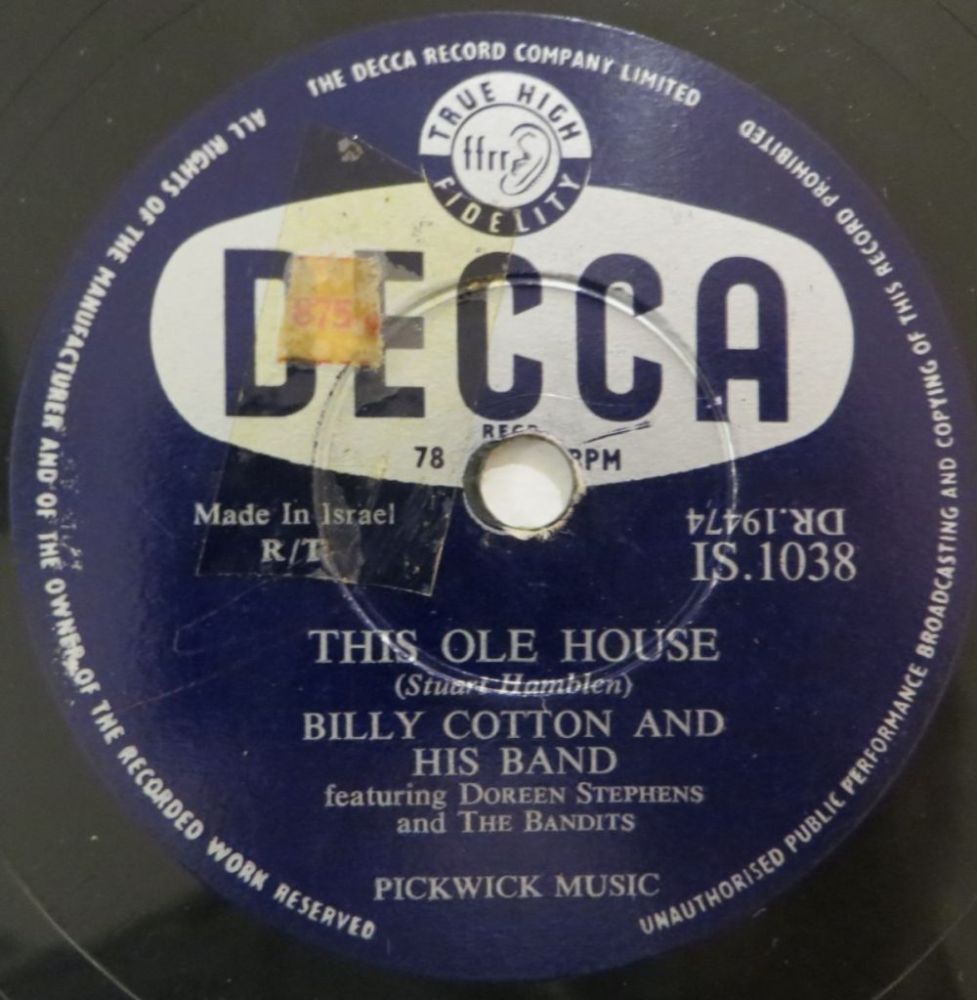 THE DECCA RECORD COMPANY LIMITED
ALL RIGHTS OF THE MANUFACTURER AND OF THE OWNER OF THE RECORDED WORK RESERVED
UNAUTHORISED PUBLIC PERFORMANCE BROADCASTING AND COPYING OF THIS RECORD PROHIBITED
TRUE HIGH
ffrr
FIDELITY
DECCA
875
78 RPM
Made In Israel
R/T
DR.19474
IS.1038
THIS OLE HOUSE
(Stuart Hamblen)
BILLY COTTON AND
HIS BAND
featuring DOREEN STEPHENS
and THE BANDITS
PICKWICK MUSIC